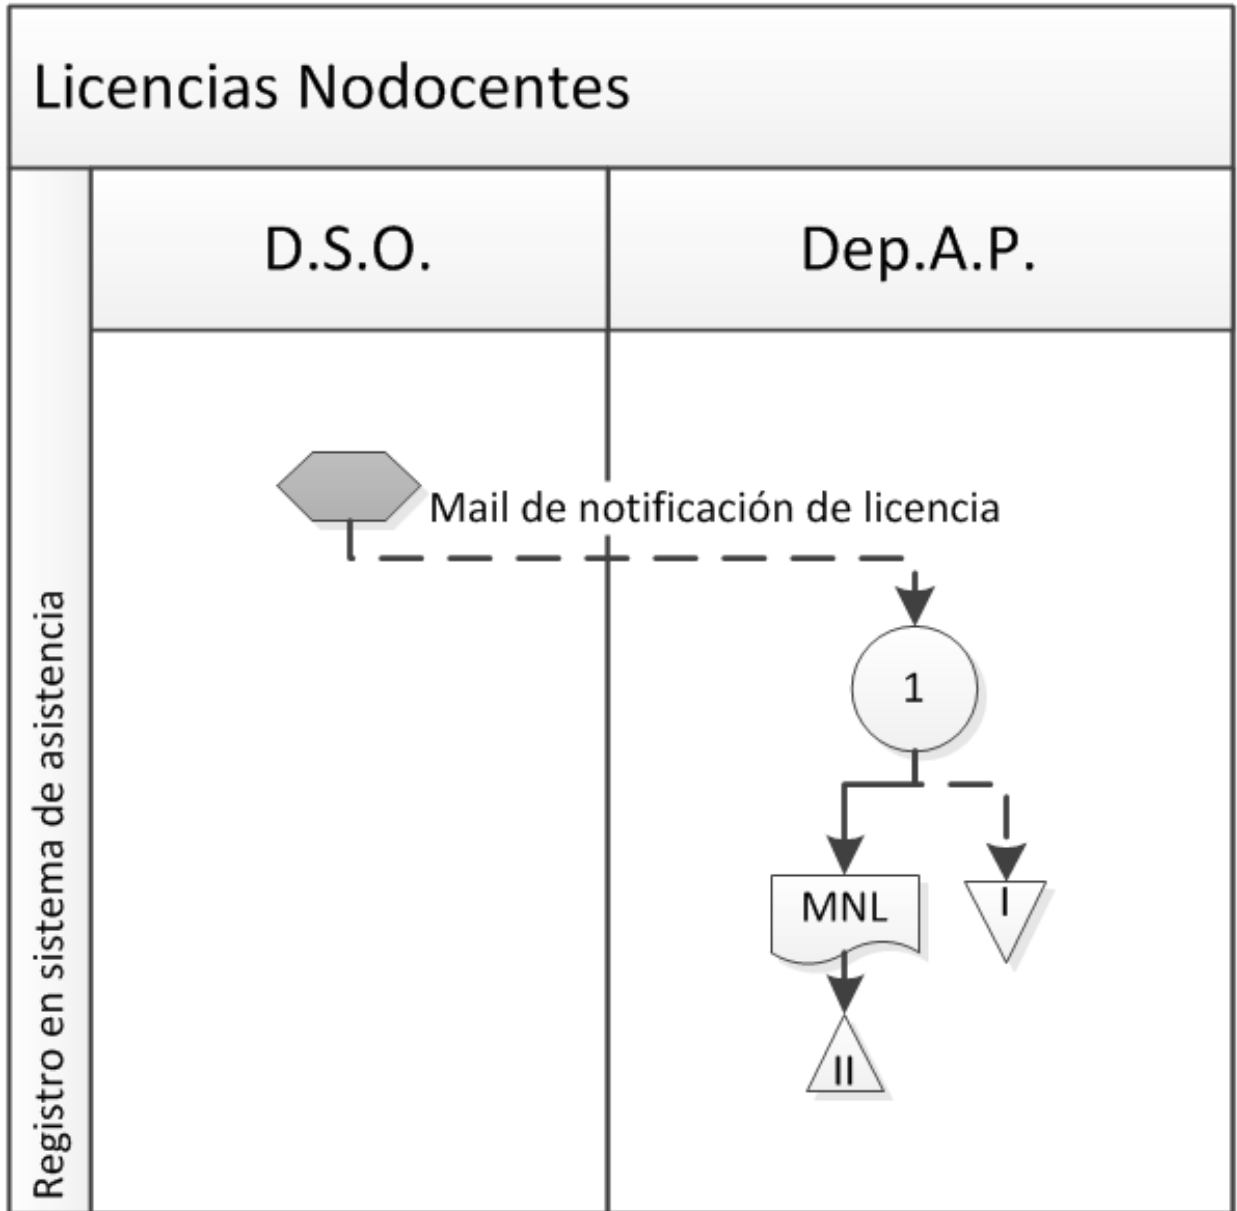 Licencias Nodocentes
D.S.O.
Dep.A.P.
Registro en sistema de asistencia
Mail de notificación de licencia
1
MNL
I
II